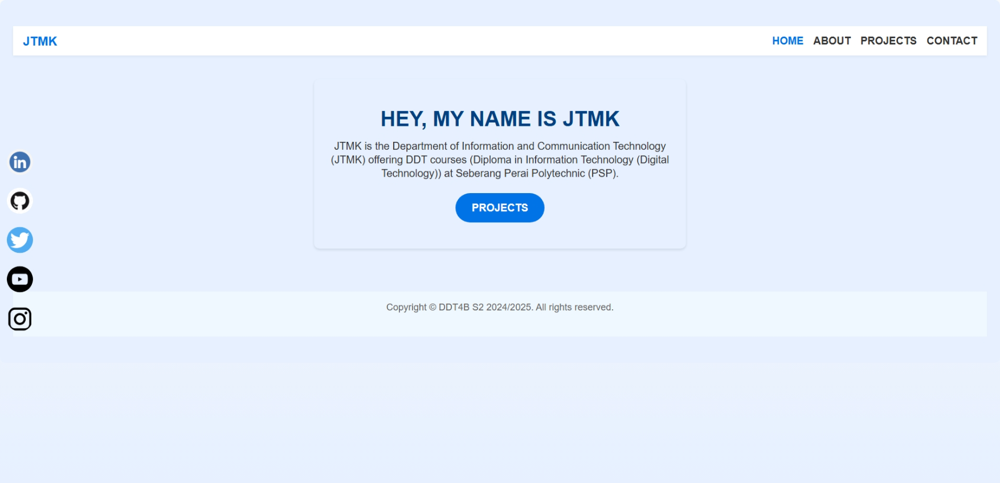 JTMK
HOME ABOUT PROJECTS CONTACT
HEY, MY NAME IS JTMK
JTMK is the Department of Information and Communication Technology
(JTMK) offering DDT courses (Diploma in Information Technology (Digital
Technology)) at Seberang Perai Polytechnic (PSP).
PROJECTS
in
Copyright © DDT4B S2 2024/2025. All rights reserved.